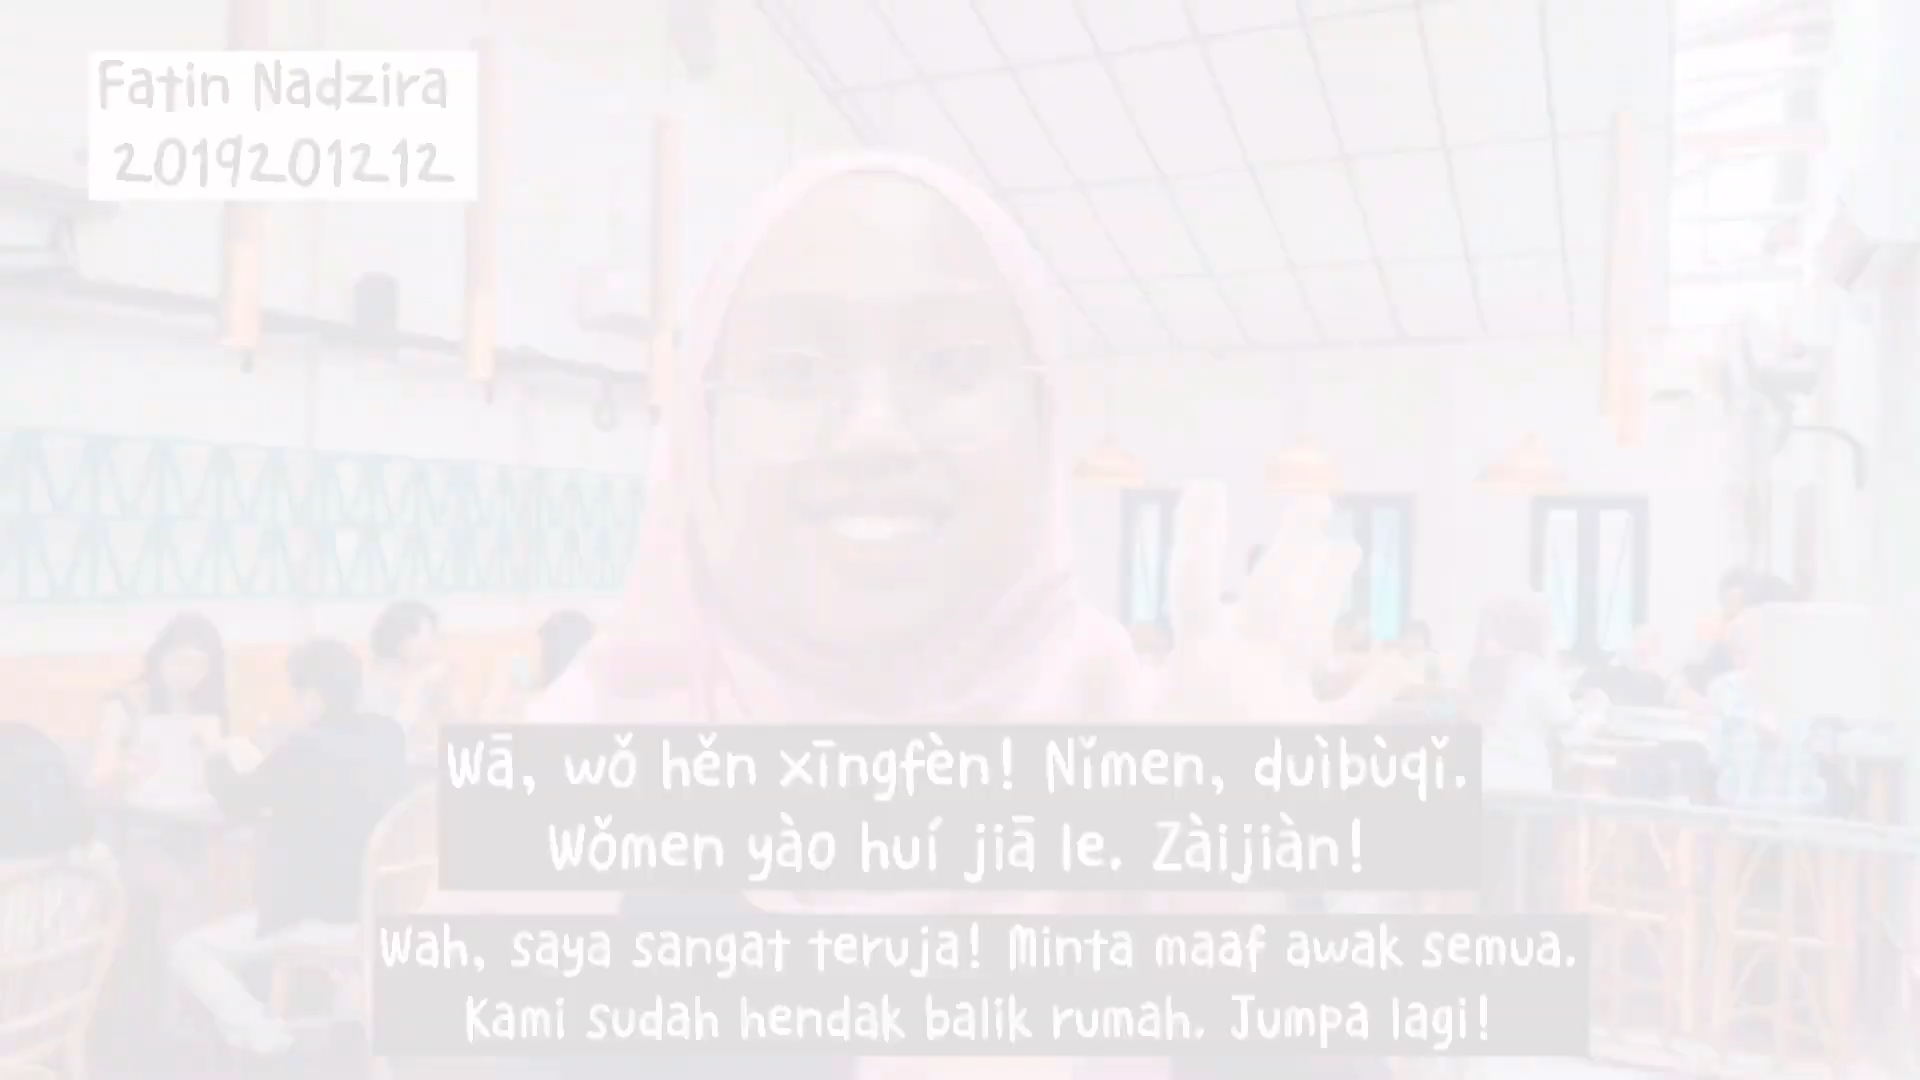 Fatin Nadzira
2019201212
Wā, wǒ hěn xīngfèn! Nǐmen, duìbùqǐ.
Wǒmen yào huí jiā le. Zàijiàn!
Wah, saya sangat teruja! Minta maaf awak semua.
Kami sudah hendak balik rumah. Jumpa lagi!